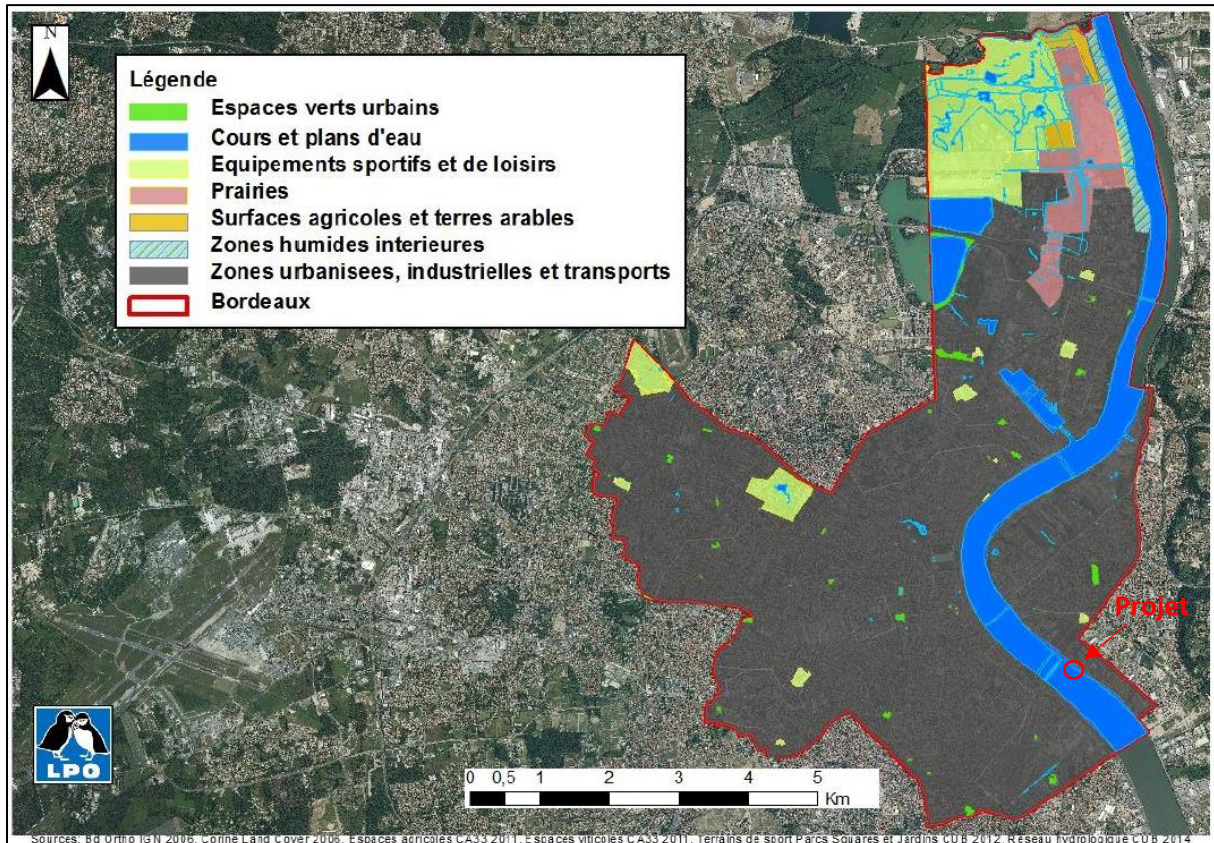 N
Légende
Espaces verts urbains
Cours et plans d'eau
Equipements sportifs et de loisirs
Prairies
Surfaces agricoles et terres arables
Zones humides interieures
Zones urbanisees, industrielles et transports
Bordeaux
Projet
LPO
0 0,5 1 2 3 4 5
Km
Sources: Bd Ortho IGN 2006, Corine Land Cover 2006, Espaces agricoles CA33 2011, Espaces viticoles CA33 2011, Terrains de sport Parcs Squares et Jardins CUB 2012, Réseau hydrologique CUB 2014